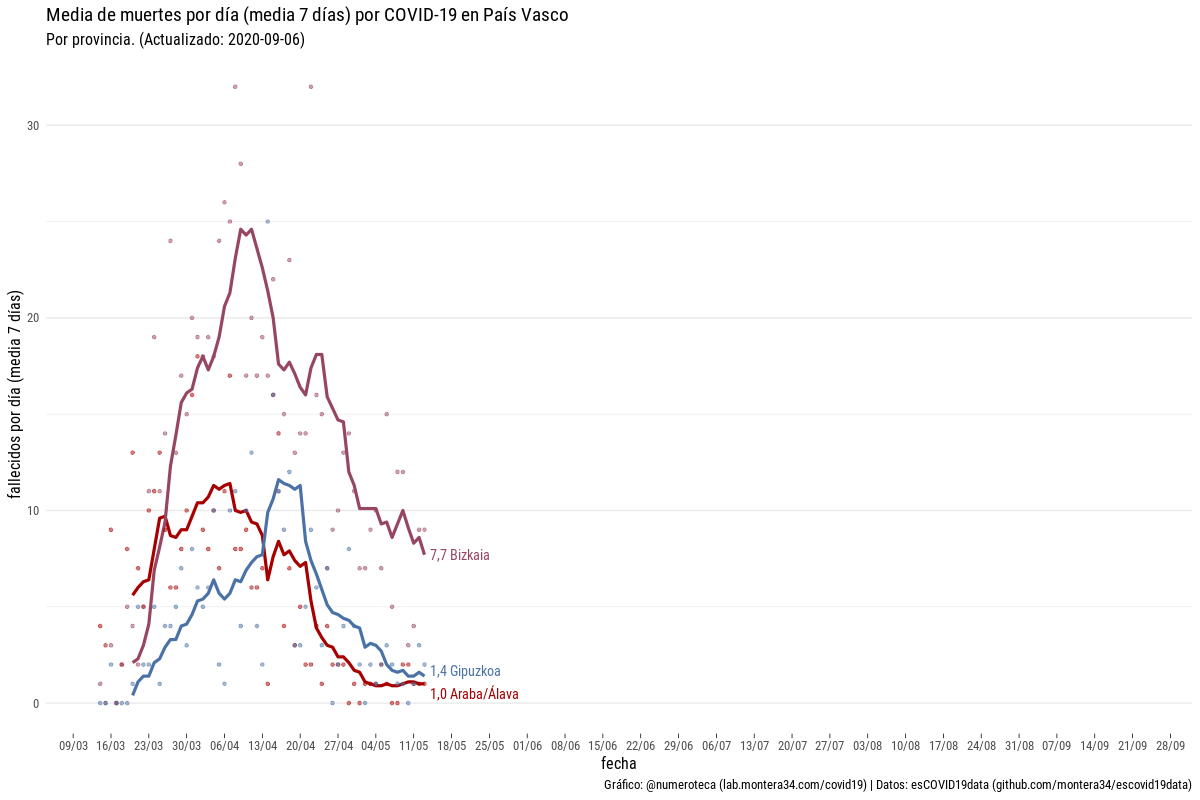 Media de muertes por día (media 7 días) por COVID-19 en País Vasco
Por provincia. (Actualizado: 2020-09-06)
fallecidos por día (media 7 días)
30
20
10
0
7,7 Bizkaia
1,4 Gipuzkoa
1,0 Araba/Álava
09/03 16/03 23/03 30/03 06/04 13/04 20/04 27/04 04/05 11/05 18/05 25/05 01/06 08/06 15/06 22/06 29/06 06/07 13/07 20/07 27/07 03/08 10/08 17/08 24/08 31/08 07/09 14/09 21/09 28/09
fecha
Gráfico: @numeroteca (lab.montera34.com/covid19) | Datos: esCOVID19data (github.com/montera34/escovid19data)